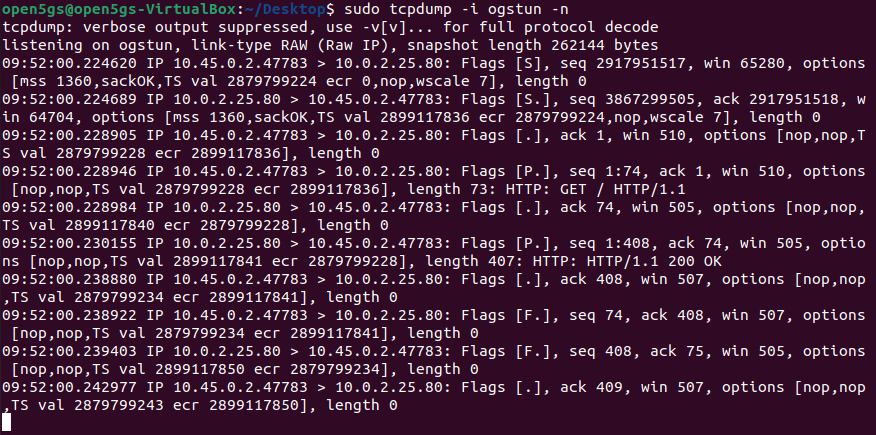 open5gs@open5gs-VirtualBox:~/Desktop$ sudo tcpdump -i ogstun -n
tcpdump: verbose output suppressed, use -v[v]... for full protocol decode
listening on ogstun, link-type RAW (Raw IP), snapshot length 262144 bytes
09:52:00.224620 IP 10.45.0.2.47783 > 10.0.2.25.80: Flags [S], seq 2917951517, win 65280, options
 [mss 1360,sackOK,TS val 2879799224 ecr 0,nop,wscale 7], length 0
09:52:00.224689 IP 10.0.2.25.80 > 10.45.0.2.47783: Flags [S.], seq 3867299505, ack 2917951518, w
in 64704, options [mss 1360,sackOK,TS val 2899117836 ecr 2879799224,nop,wscale 7], length 0
09:52:00.228905 IP 10.45.0.2.47783 > 10.0.2.25.80: Flags [.], ack 1, win 510, options [nop,nop,T
S val 2879799228 ecr 2899117836], length 0
09:52:00.228946 IP 10.45.0.2.47783 > 10.0.2.25.80: Flags [P.], seq 1:74, ack 1, win 510, options
 [nop,nop,TS val 2879799228 ecr 2899117836], length 73: HTTP: GET / HTTP/1.1
09:52:00.228984 IP 10.0.2.25.80 > 10.45.0.2.47783: Flags [.], ack 74, win 505, options [nop,nop,
TS val 2899117840 ecr 2879799228], length 0
09:52:00.230155 IP 10.0.2.25.80 > 10.45.0.2.47783: Flags [P.], seq 1:408, ack 74, win 505, optio
ns [nop,nop,TS val 2899117841 ecr 2879799228], length 407: HTTP: HTTP/1.1 200 OK
09:52:00.238880 IP 10.45.0.2.47783 > 10.0.2.25.80: Flags [.], ack 408, win 507, options [nop,nop
,TS val 2879799234 ecr 2899117841], length 0
09:52:00.238922 IP 10.45.0.2.47783 > 10.0.2.25.80: Flags [F.], seq 74, ack 408, win 507, options
 [nop,nop,TS val 2879799234 ecr 2899117841], length 0
09:52:00.239403 IP 10.0.2.25.80 > 10.45.0.2.47783: Flags [F.], seq 408, ack 75, win 505, options
 [nop,nop,TS val 2899117850 ecr 2879799234], length 0
09:52:00.242977 IP 10.45.0.2.47783 > 10.0.2.25.80: Flags [.], ack 409, win 507, options [nop,nop
,TS val 2879799243 ecr 2899117850], length 0